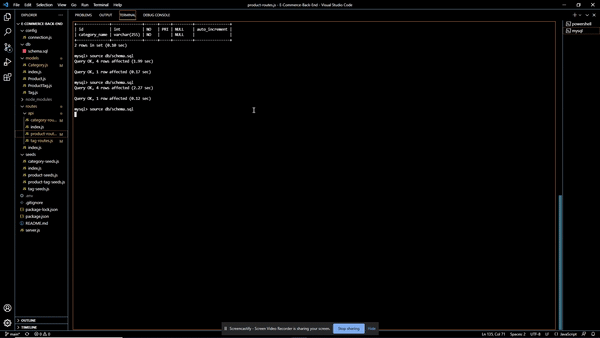 File Edit Selection View Go Run Terminal Help
product-routes.js - E-Commerce Back-End - Visual Studio Code
EXPLORER
PROBLEMS OUTPUT TERMINAL DEBUG CONSOLE
E-COMMERCE BACK-END
config
connection.js
db
schema.sql
models
Category.js M
index.js
Product.js
ProductTag.js
Tag.js
node_modules
routes
api
category-rou... M
index.js
product-rout... M
tag-routes.js M
index.js
seeds
category-seeds.js
index.js
product-seeds.js
product-tag-seeds.js
tag-seeds.js
.env
.gitignore
package-lock.json
package.json
README.md
server.js
OUTLINE
TIMELINE
| id | int | NO | PRI | NULL | auto_increment |
| category_name | varchar(255) | NO | | NULL | |
2 rows in set (0.10 sec)
mysql> source db/schema.sql
Query OK, 4 rows affected (1.99 sec)
Query OK, 1 row affected (0.17 sec)
mysql> source db/schema.sql
Query OK, 4 rows affected (2.27 sec)
Query OK, 1 row affected (0.12 sec)
mysql> source db/schema.sql
powershell
mysql
Screencastify - Screen Video Recorder is sharing your screen. Stop sharing Hide
main* 0 0
Ln 133, Col 71 Spaces: 2 UTF-8 LF JavaScript